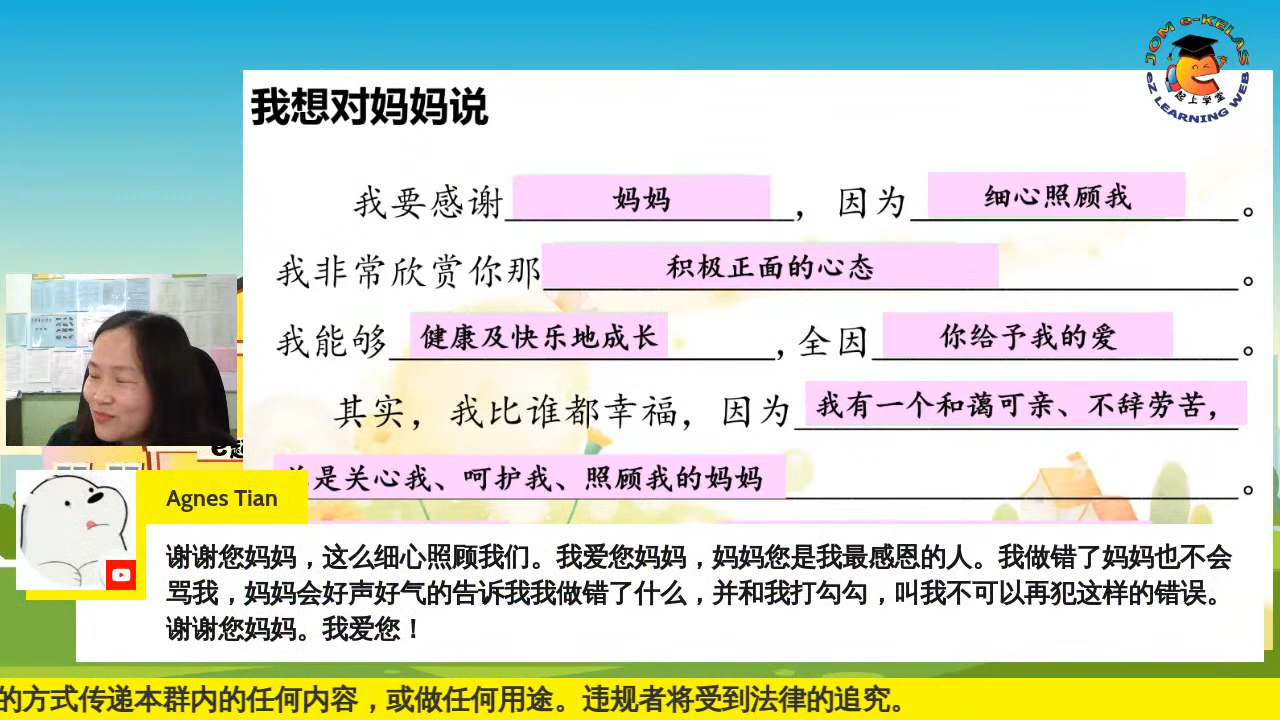 JOM e-KELAS
起上学堂
eZ LEARNING WEB
我想对妈妈说
我要感谢妈妈，因为细心照顾我。
我非常欣赏你那积极正面的心态。
我能够健康及快乐地成长，全因你给予我的爱。
其实，我比谁都幸福，因为我有一个和蔼可亲、不辞劳苦，
是关心我、呵护我、照顾我的妈妈。
Agnes Tian
谢谢您妈妈，这么细心照顾我们。我爱您妈妈，妈妈您是我最感恩的人。我做错了妈妈也不会
骂我，妈妈会好声好气的告诉我我做错了什么，并和我打勾勾，叫我不可以再犯这样的错误。
谢谢您妈妈。我爱您！
的方式传递本群内的任何内容，或做任何用途。违规者将受到法律的追究。